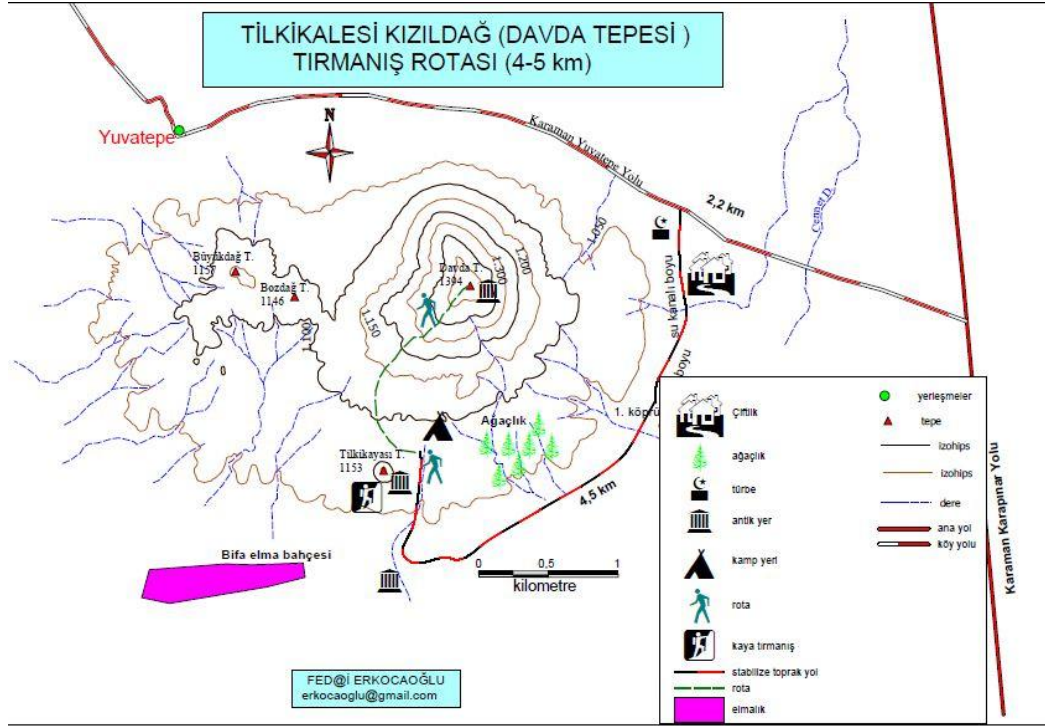 TİLKİKALESİ KIZILDAĞ (DAVDA TEPESİ )
TIRMANIŞ ROTASI (4-5 km)
Yuvatepe
N
Karaman Yuvatepe Yolu
2,2 km
Cennet D.
1.050
Büyükdağ T.
1157
Bozdağ T.
1146
Davda T.
1394
1.300
1.200
1.150
1.100
su kanalı boyu
boyu
1. köprü
Ağaçlık
Tilkikayası T.
1153
4,5 km
Bifa elma bahçesi
0 0,5 1
kilometre
Karaman Karapınar Yolu
Çiftlik
ağaçlık
türbe
antik yer
kamp yeri
rota
kaya tırmanış
stabilize toprak yol
rota
elmalık
yerleşmeler
tepe
izohips
izohips
dere
ana yol
köy yolu
FED@İ ERKOCAOĞLU
erkocaoglu@gmail.com